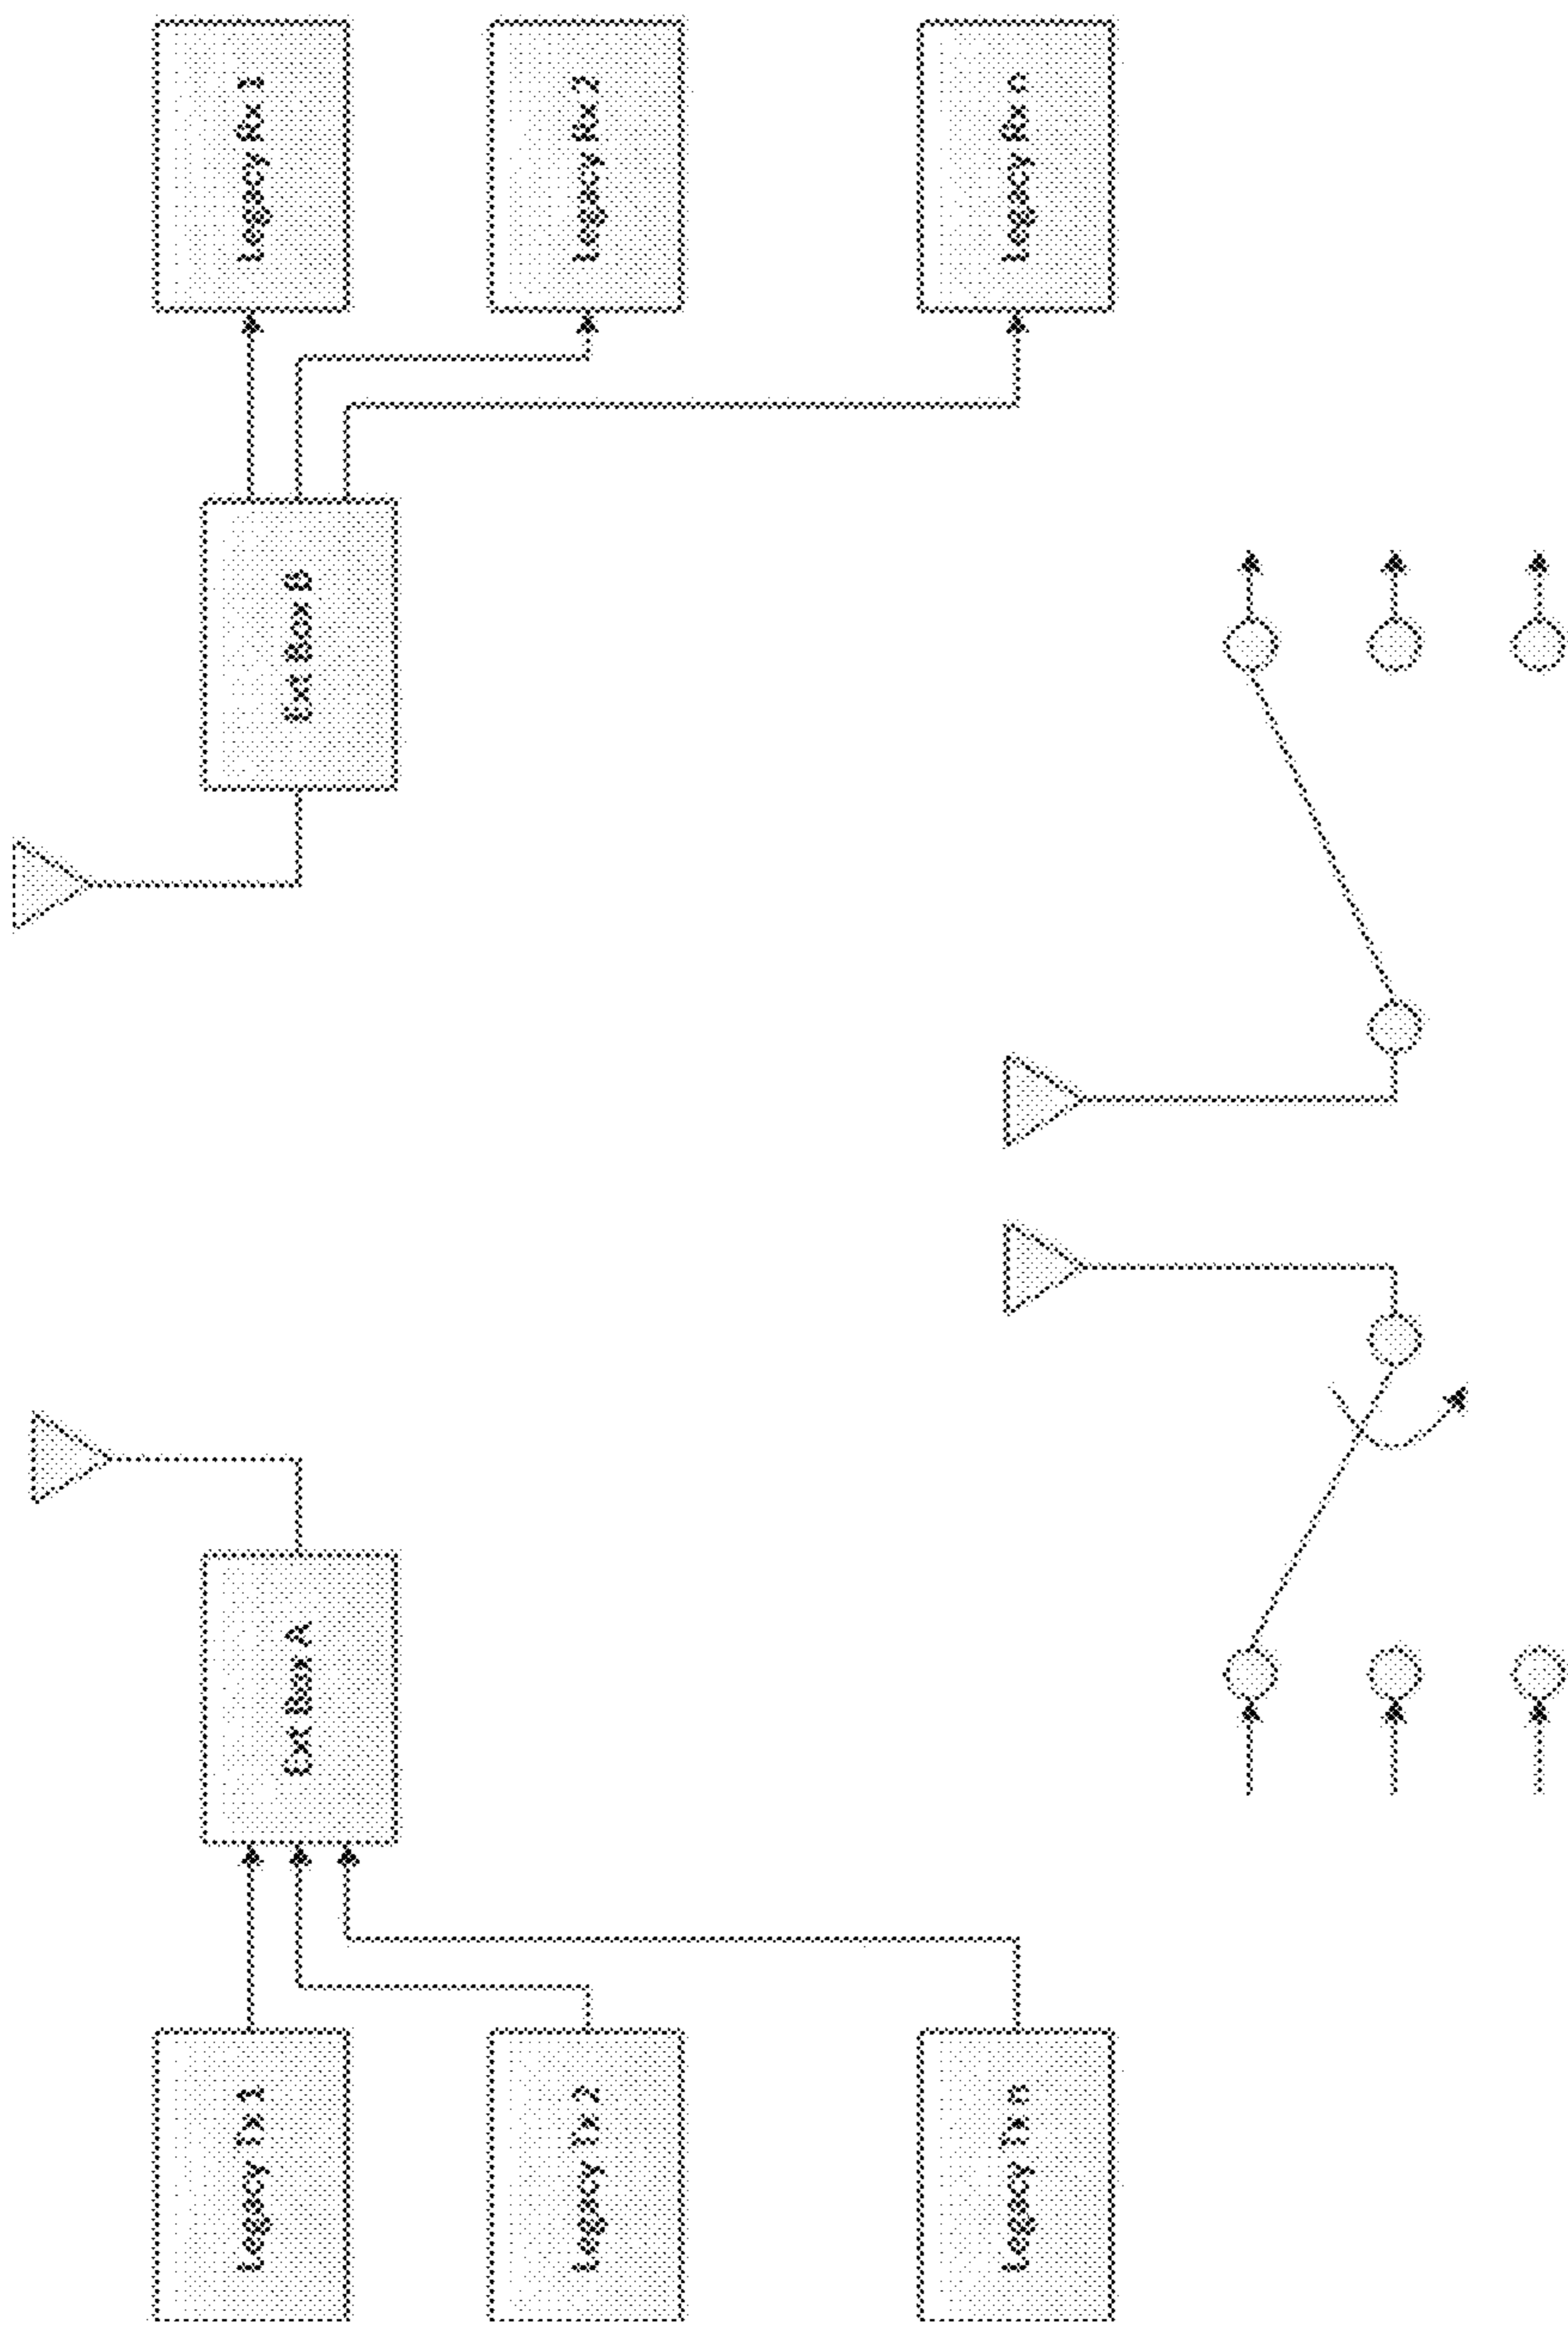 Legacy Tx 1
Legacy Tx 2
Legacy Tx n
Ext Box A
Ext Box B
Legacy Rx 1
Legacy Rx 2
Legacy Rx n